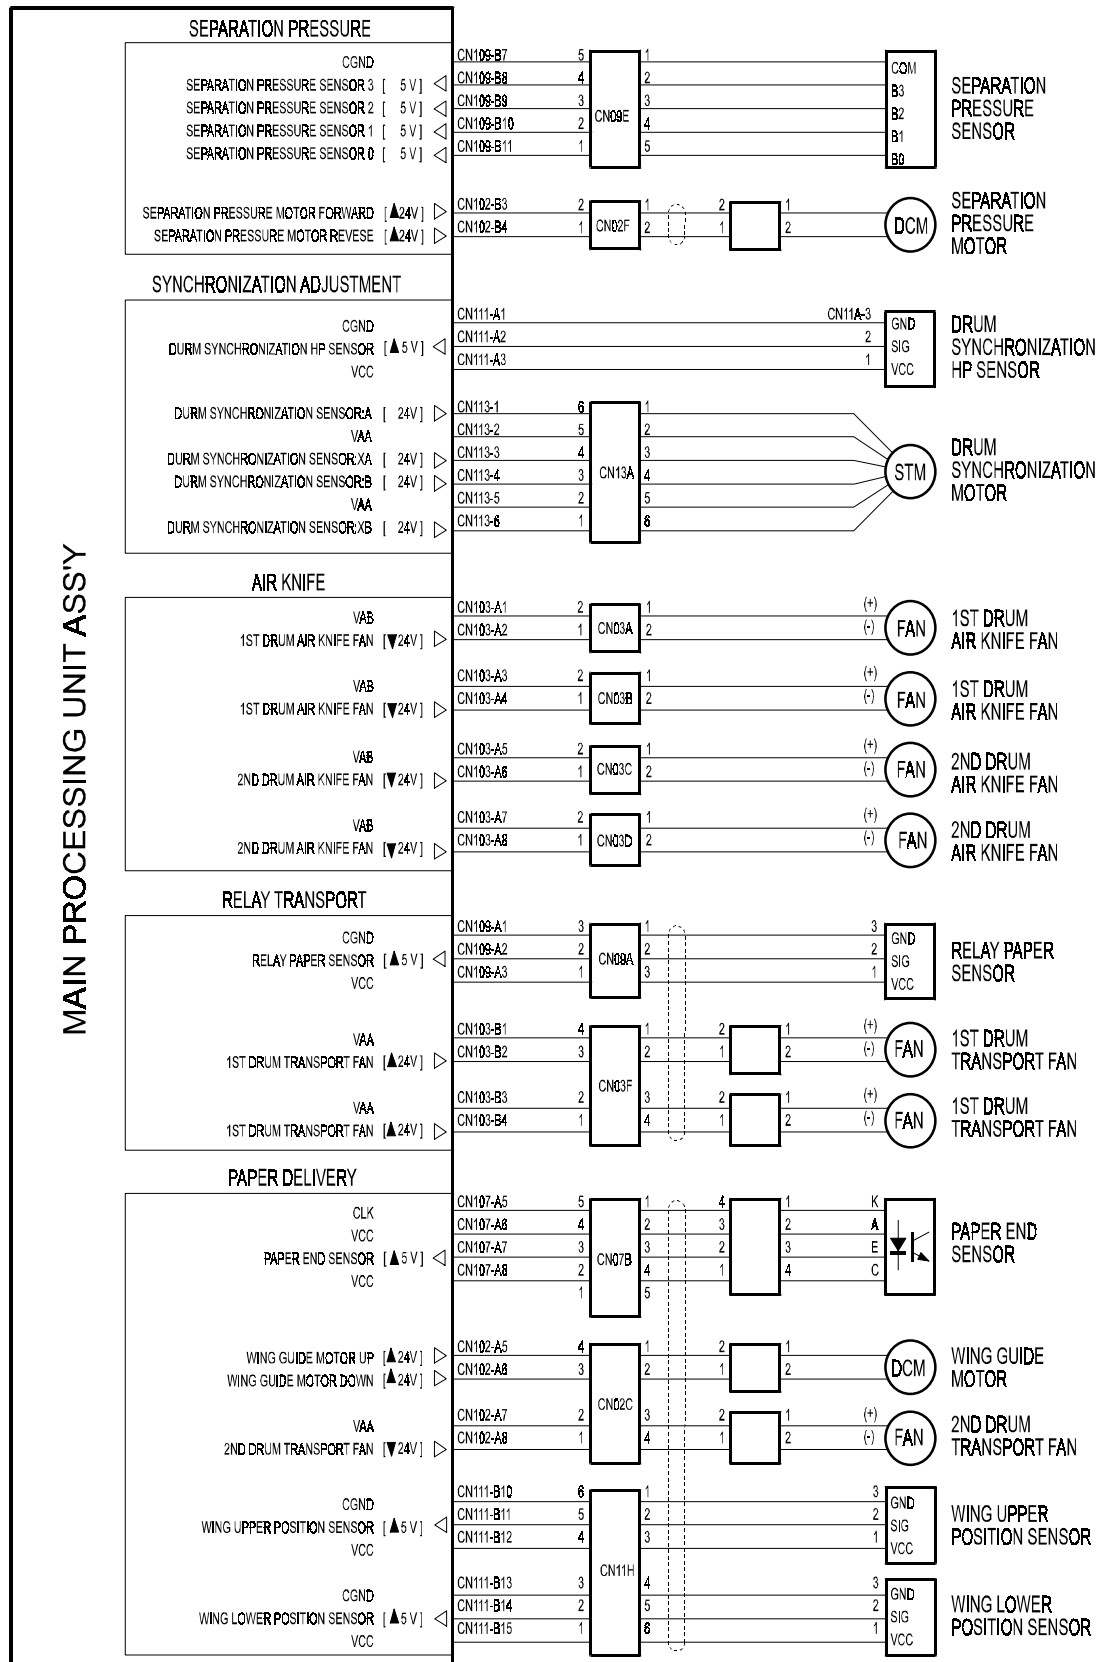 MAIN PROCESSING UNIT ASS'Y
SEPARATION PRESSURE
CGND CN109-B7 5 1 COM
SEPARATION PRESSURE SENSOR 3 [ 5 V ] CN109-B8 4 2 B3
SEPARATION PRESSURE SENSOR 2 [ 5 V ] CN109-B9 3 3 B2
SEPARATION PRESSURE SENSOR 1 [ 5 V ] CN109-B10 2 4 B1
SEPARATION PRESSURE SENSOR 0 [ 5 V ] CN109-B11 1 5 B0
CN09E
SEPARATION
PRESSURE
SENSOR
SEPARATION PRESSURE MOTOR FORWARD [▲24V] CN102-B3 2 1 2 1
SEPARATION PRESSURE MOTOR REVESE [▲24V] CN102-B4 1 2 1 2
CN02F
DCM
SEPARATION
PRESSURE
MOTOR
SYNCHRONIZATION ADJUSTMENT
CGND CN111-A1 CN11A-3 GND
DURM SYNCHRONIZATION HP SENSOR [▲5 V ] CN111-A2 2 SIG
VCC CN111-A3 1 VCC
DRUM
SYNCHRONIZATION
HP SENSOR
DURM SYNCHRONIZATION SENSOR:A [ 24V ] CN113-1 6 1
VAA CN113-2 5 2
DURM SYNCHRONIZATION SENSOR:XA [ 24V ] CN113-3 4 3
DURM SYNCHRONIZATION SENSOR:B [ 24V ] CN113-4 3 4
VAA CN113-5 2 5
DURM SYNCHRONIZATION SENSOR:XB [ 24V ] CN113-6 1 6
CN13A
STM
DRUM
SYNCHRONIZATION
MOTOR
AIR KNIFE
VAB CN103-A1 2 1 (+)
1ST DRUM AIR KNIFE FAN [▼24V ] CN103-A2 1 2 (-)
CN03A
FAN
1ST DRUM
AIR KNIFE FAN
VAB CN103-A3 2 1 (+)
1ST DRUM AIR KNIFE FAN [▼24V ] CN103-A4 1 2 (-)
CN03B
FAN
1ST DRUM
AIR KNIFE FAN
VAB CN103-A5 2 1 (+)
2ND DRUM AIR KNIFE FAN [▼24V ] CN103-A6 1 2 (-)
CN03C
FAN
2ND DRUM
AIR KNIFE FAN
VAB CN103-A7 2 1 (+)
2ND DRUM AIR KNIFE FAN [▼24V ] CN103-A8 1 2 (-)
CN03D
FAN
2ND DRUM
AIR KNIFE FAN
RELAY TRANSPORT
CGND CN109-A1 3 1 3 GND
RELAY PAPER SENSOR [▲5 V ] CN109-A2 2 2 2 SIG
VCC CN109-A3 1 3 1 VCC
CN09A
RELAY PAPER
SENSOR
VAA CN103-B1 4 1 2 1 (+)
1ST DRUM TRANSPORT FAN [▲24V ] CN103-B2 3 2 1 2 (-)
CN03F
FAN
1ST DRUM
TRANSPORT FAN
VAA CN103-B3 2 3 2 1 (+)
1ST DRUM TRANSPORT FAN [▲24V ] CN103-B4 1 4 1 2 (-)
FAN
1ST DRUM
TRANSPORT FAN
PAPER DELIVERY
CLK CN107-A5 5 1 4 1 K
VCC CN107-A6 4 2 3 2 A
PAPER END SENSOR [▲5 V ] CN107-A7 3 3 2 3 E
VCC CN107-A8 2 4 1 4 C
1 5
CN07B
PAPER END
SENSOR
WING GUIDE MOTOR UP [▲24V ] CN102-A5 4 1 2 1
WING GUIDE MOTOR DOWN [▲24V ] CN102-A6 3 2 1 2
CN02C
DCM
WING GUIDE
MOTOR
VAA CN102-A7 2 3 2 1 (+)
2ND DRUM TRANSPORT FAN [▼24V ] CN102-A8 1 4 1 2 (-)
FAN
2ND DRUM
TRANSPORT FAN
CGND CN111-B10 6 1 3 GND
WING UPPER POSITION SENSOR [▲5 V ] CN111-B11 5 2 2 SIG
VCC CN111-B12 4 3 1 VCC
WING UPPER
POSITION SENSOR
CN11H
CGND CN111-B13 3 4 3 GND
WING LOWER POSITION SENSOR [▲5 V ] CN111-B14 2 5 2 SIG
VCC CN111-B15 1 6 1 VCC
WING LOWER
POSITION SENSOR